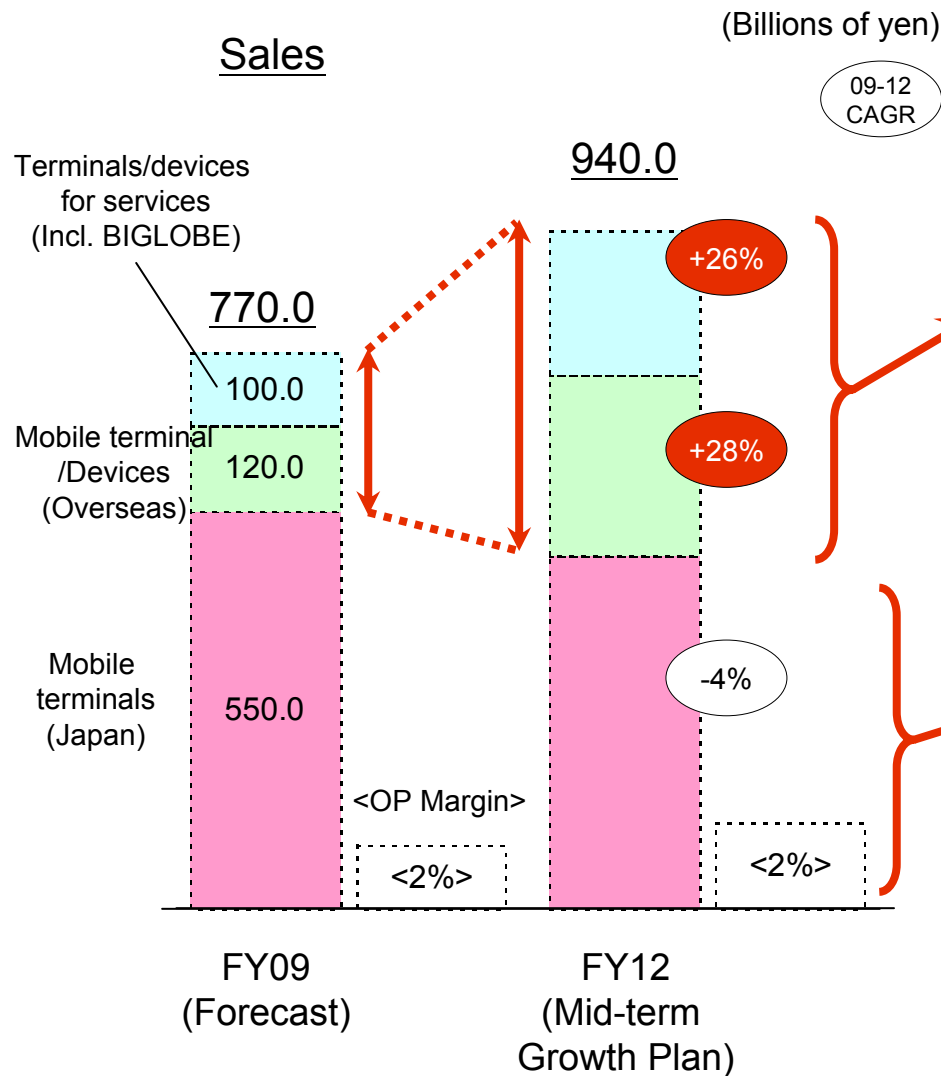 (Billions of yen)
Sales
09-12
CAGR
940.0
Terminals/devices
for services
(Incl. BIGLOBE)
+26%
770.0
100.0
Mobile terminal
/Devices
(Overseas)
120.0
+28%
Mobile
terminals
(Japan)
550.0
-4%
<OP Margin>
<2%>
<2%>
FY09
(Forecast)
FY12
(Mid-term
Growth Plan)